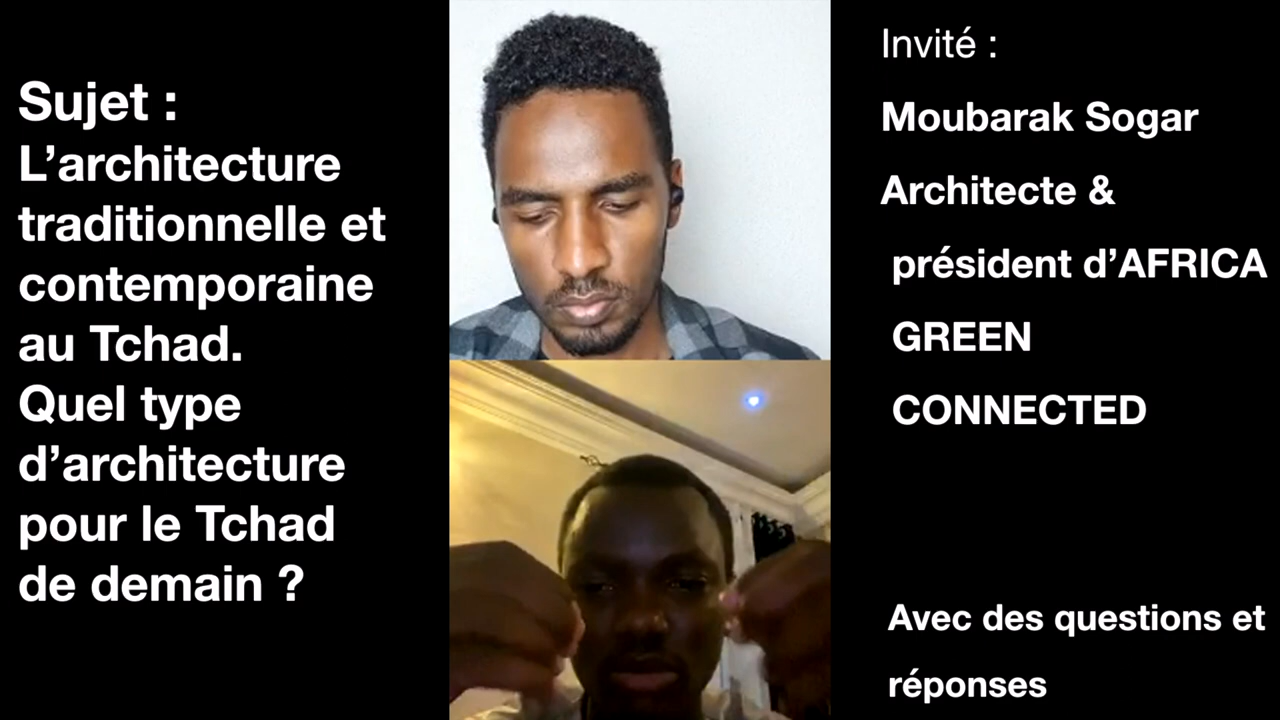 Sujet :
L’architecture
traditionnelle et
contemporaine
au Tchad.
Quel type
d’architecture
pour le Tchad
de demain ?
Invité :
Moubarak Sogar
Architecte &
président d’AFRICA
GREEN
CONNECTED
Avec des questions et
réponses